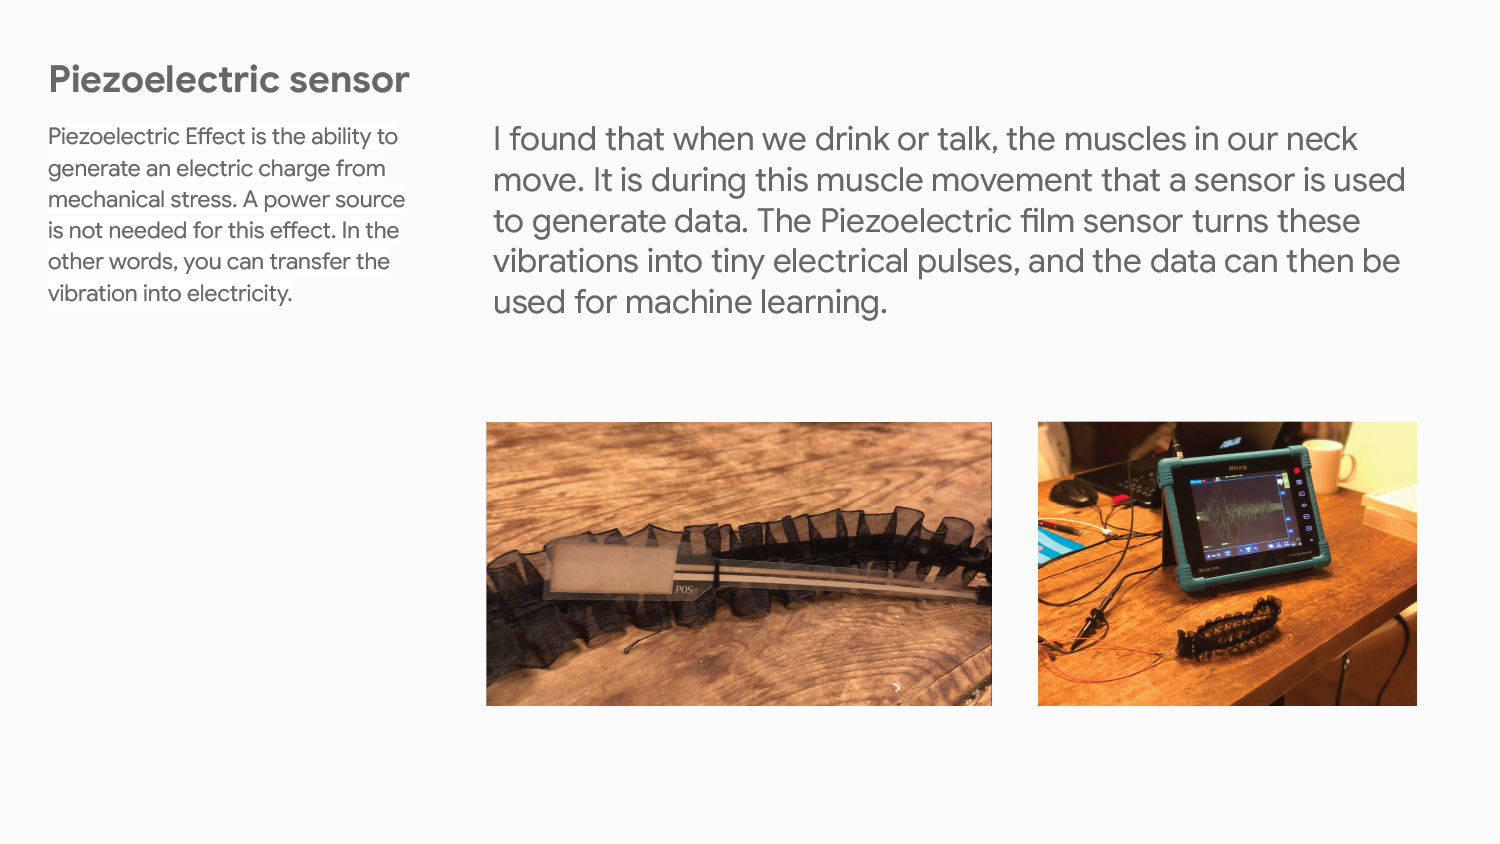 Piezoelectric sensor
Piezoelectric Effect is the ability to
generate an electric charge from
mechanical stress. A power source
is not needed for this effect. In the
other words, you can transfer the
vibration into electricity.
I found that when we drink or talk, the muscles in our neck
move. It is during this muscle movement that a sensor is used
to generate data. The Piezoelectric film sensor turns these
vibrations into tiny electrical pulses, and the data can then be
used for machine learning.
POS
ASUS
Micsig